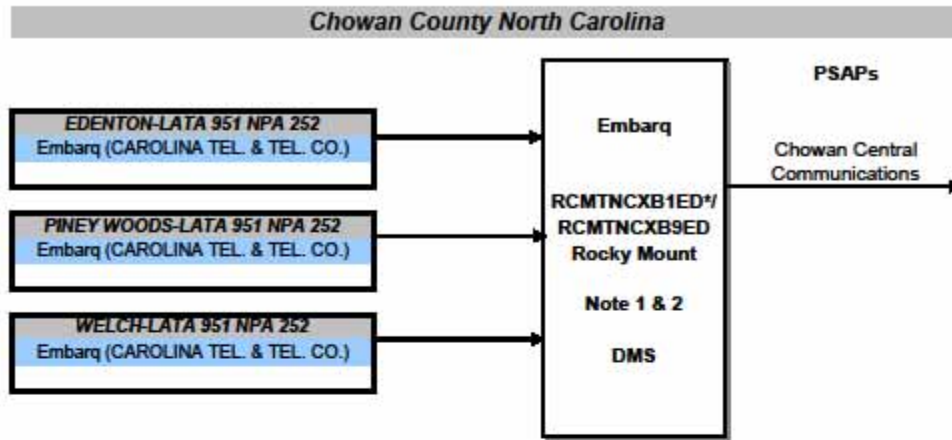 Chowan County North Carolina
EDENTON-LATA 951 NPA 252
Embarq (CAROLINA TEL. & TEL. CO.)
PINEY WOODS-LATA 951 NPA 252
Embarq (CAROLINA TEL. & TEL. CO.)
WELCH-LATA 951 NPA 252
Embarq (CAROLINA TEL. & TEL. CO.)
Embarq
RCMTNCXB1ED*/
RCMTNCXB9ED
Rocky Mount
Note 1 & 2
DMS
PSAPs
Chowan Central
Communications